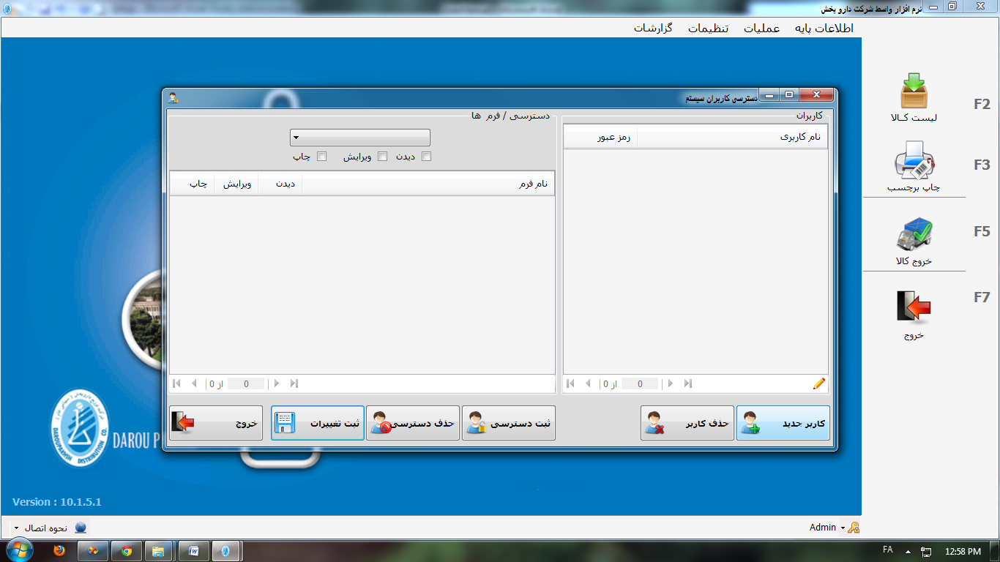 نرم افزار واسط شرکت دارو بخش
اطلاعات پایه
عملیات
تنظیمات
گزارشات
F2
لیست کـالا
F3
چاپ برچسب
F5
خروج کالا
F7
خروج
دسترسی کاربران سیستم
کاربران
نام کاربری
رمز عبور
0 از 0
دسترسی / فرم ها
دیدن
ویرایش
چاپ
نام فرم
دیدن
ویرایش
چاپ
0 از 0
کاربر جدید
حذف کاربر
ثبت دسترسی
حذف دسترسی
ثبت تغییرات
خروج
DAROUPAKHSH DISTRIBUTION CO.
DAROU P
Version : 10.1.5.1
Admin
نحوه اتصال
FA
12:58 PM